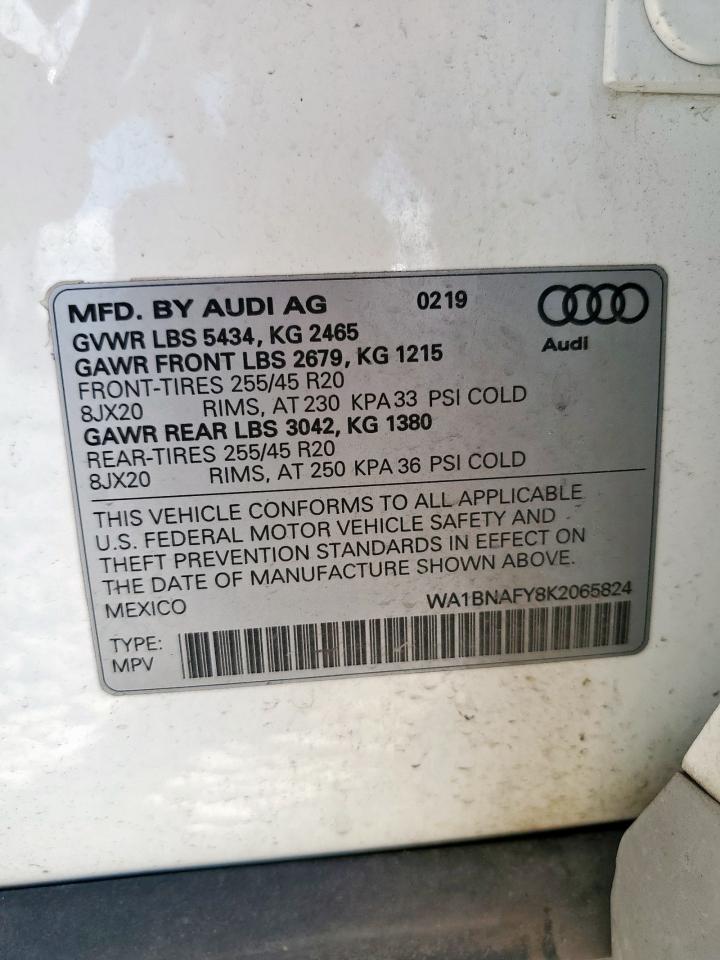 MFD. BY AUDI AG 0219
GVWR LBS 5434, KG 2465
Audi
GAWR FRONT LBS 2679, KG 1215
FRONT-TIRES 255/45 R20
8JX20 RIMS, AT 230 KPA 33 PSI COLD
GAWR REAR LBS 3042, KG 1380
REAR-TIRES 255/45 R20
8JX20 RIMS, AT 250 KPA 36 PSI COLD
THIS VEHICLE CONFORMS TO ALL APPLICABLE
U.S. FEDERAL MOTOR VEHICLE SAFETY AND
THEFT PREVENTION STANDARDS IN EFFECT ON
THE DATE OF MANUFACTURE SHOWN ABOVE.
MEXICO WA1BNAFY8K2065824
TYPE:
MPV